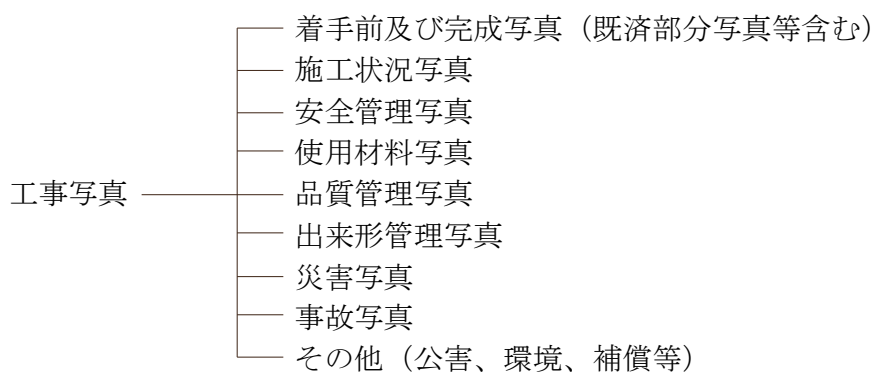 着手前及び完成写真（既済部分写真等含む）
施工状況写真
安全管理写真
使用材料写真
工事写真
品質管理写真
出来形管理写真
災害写真
事故写真
その他（公害、環境、補償等）